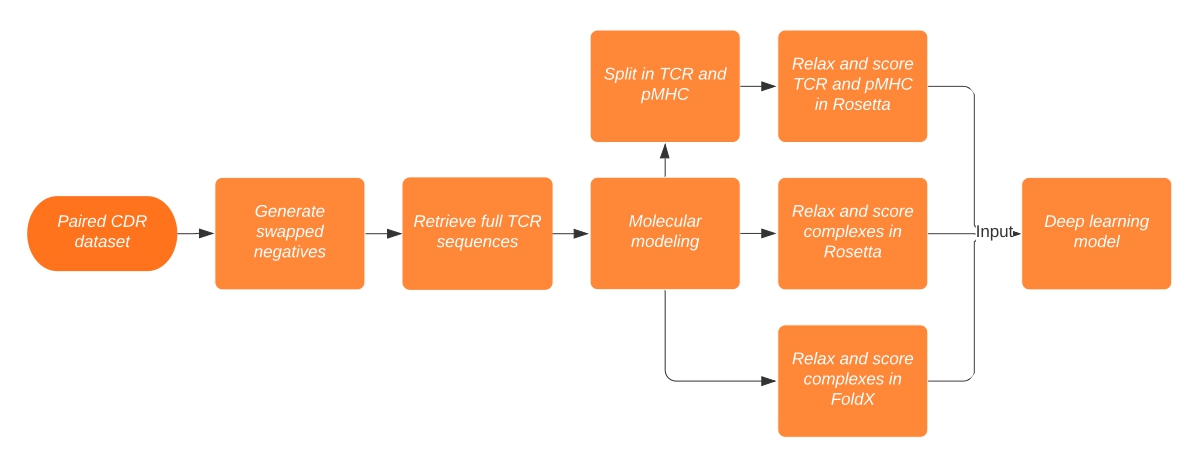 Split in TCR and
pMHC
Relax and score
TCR and pMHC
in Rosetta
Paired CDR
dataset
Generate
swapped
negatives
Retrieve full TCR
sequences
Molecular
modeling
Relax and score
complexes in
Rosetta
Input
Deep learning
model
Relax and score
complexes in
FoldX